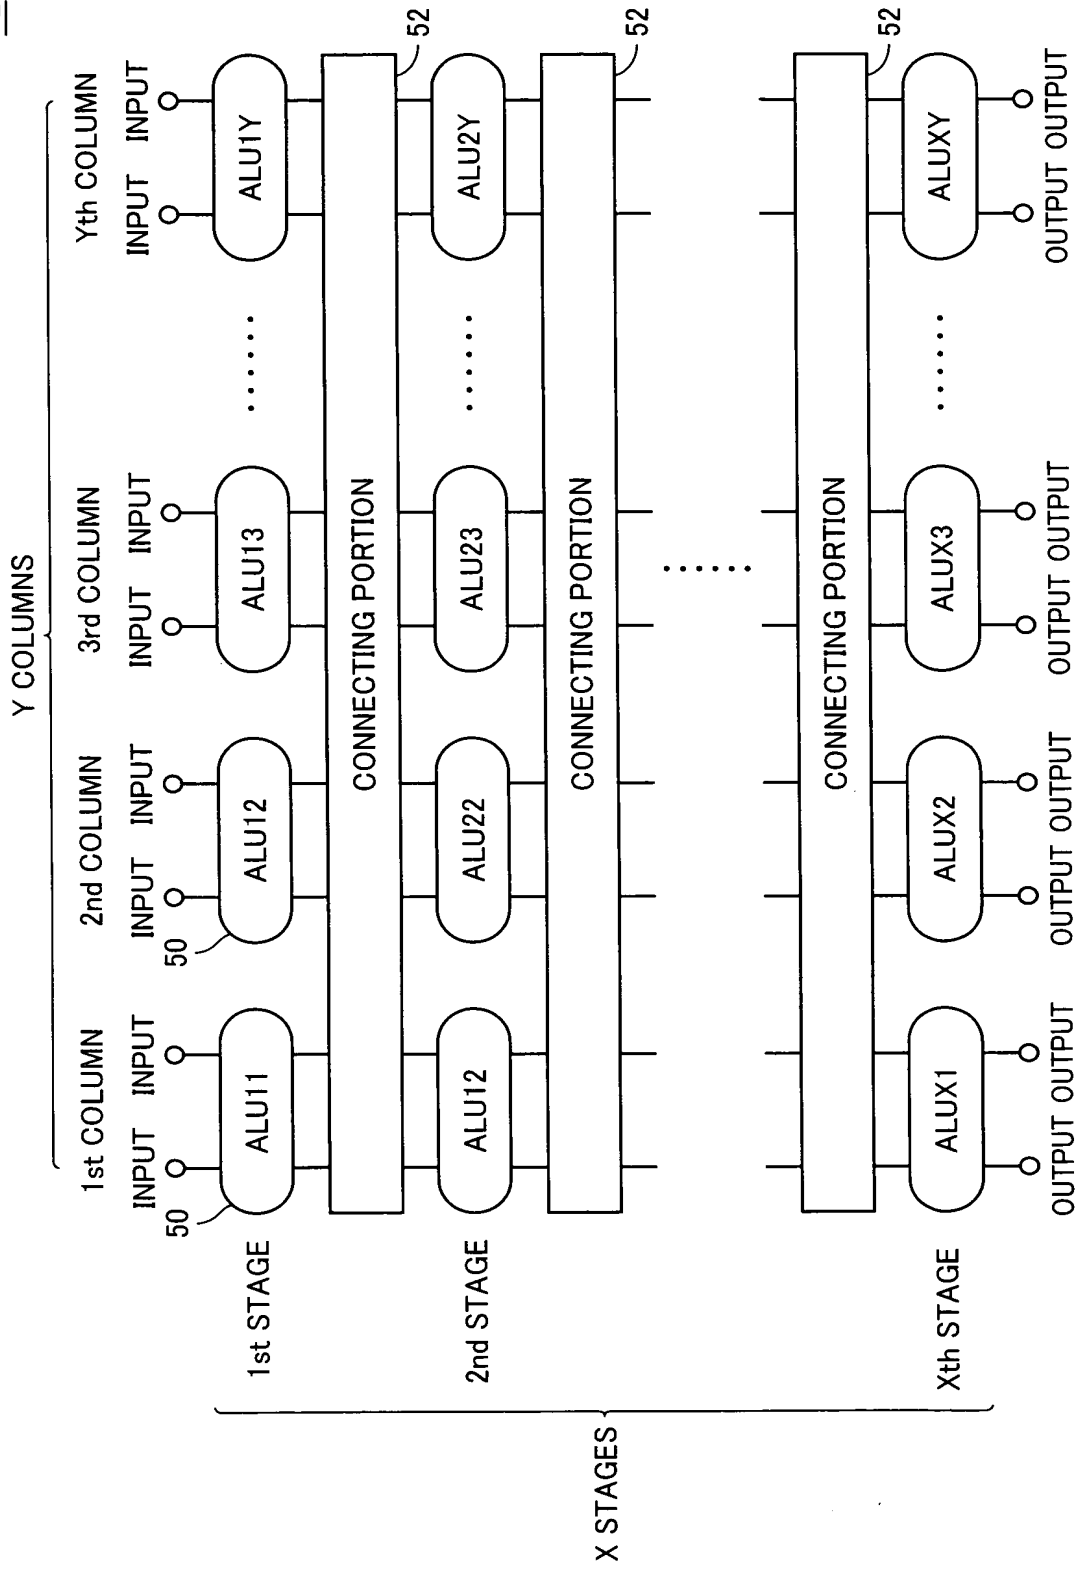 Y COLUMNS
1st COLUMN 2nd COLUMN 3rd COLUMN Yth COLUMN
INPUT INPUT INPUT INPUT INPUT INPUT INPUT INPUT
50 50
1st STAGE ALU11 ALU12 ALU13 ...... ALU1Y
CONNECTING PORTION 52
2nd STAGE ALU12 ALU22 ALU23 ...... ALU2Y
CONNECTING PORTION 52
X STAGES
......
CONNECTING PORTION 52
Xth STAGE ALUX1 ALUX2 ALUX3 ...... ALUXY
OUTPUT OUTPUT OUTPUT OUTPUT OUTPUT OUTPUT OUTPUT OUTPUT